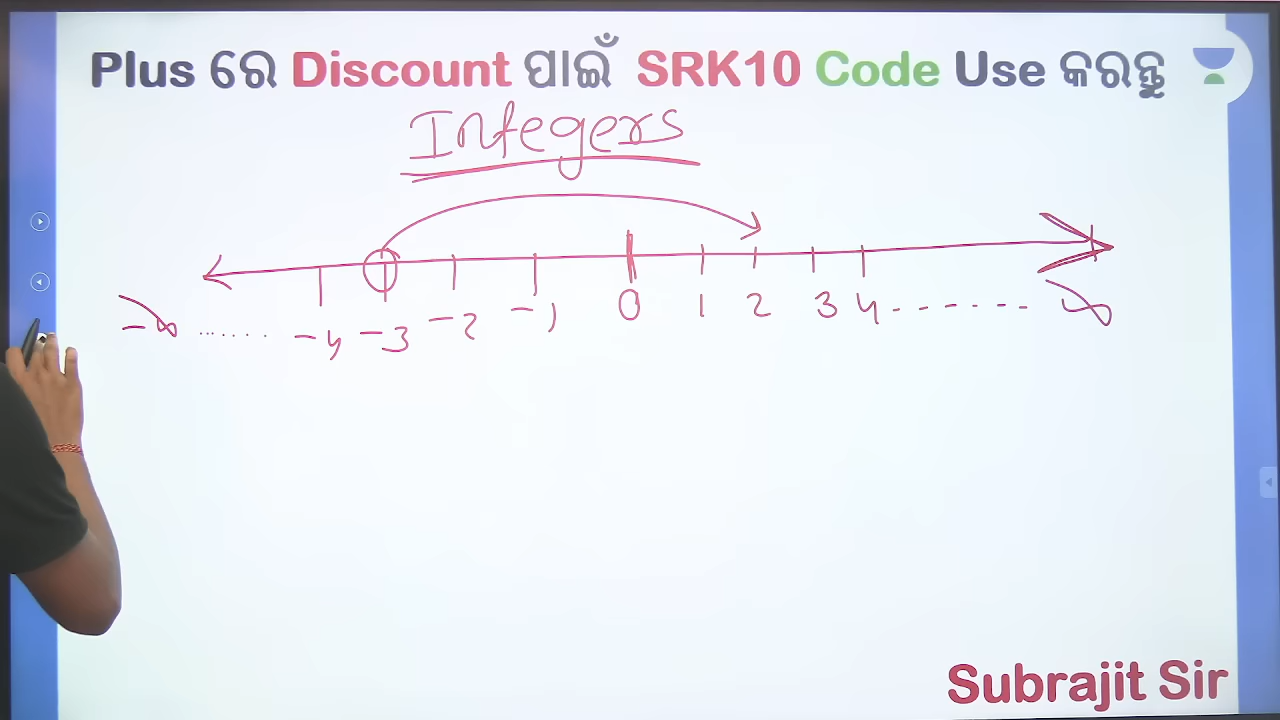 Plus ରେ Discount ପାଇଁ SRK10 Code Use କରନ୍ତୁ
Integers
-∞ ...... -4 -3 -2 -1 0 1 2 3 4 - - - - - - - ∞
Subrajit Sir